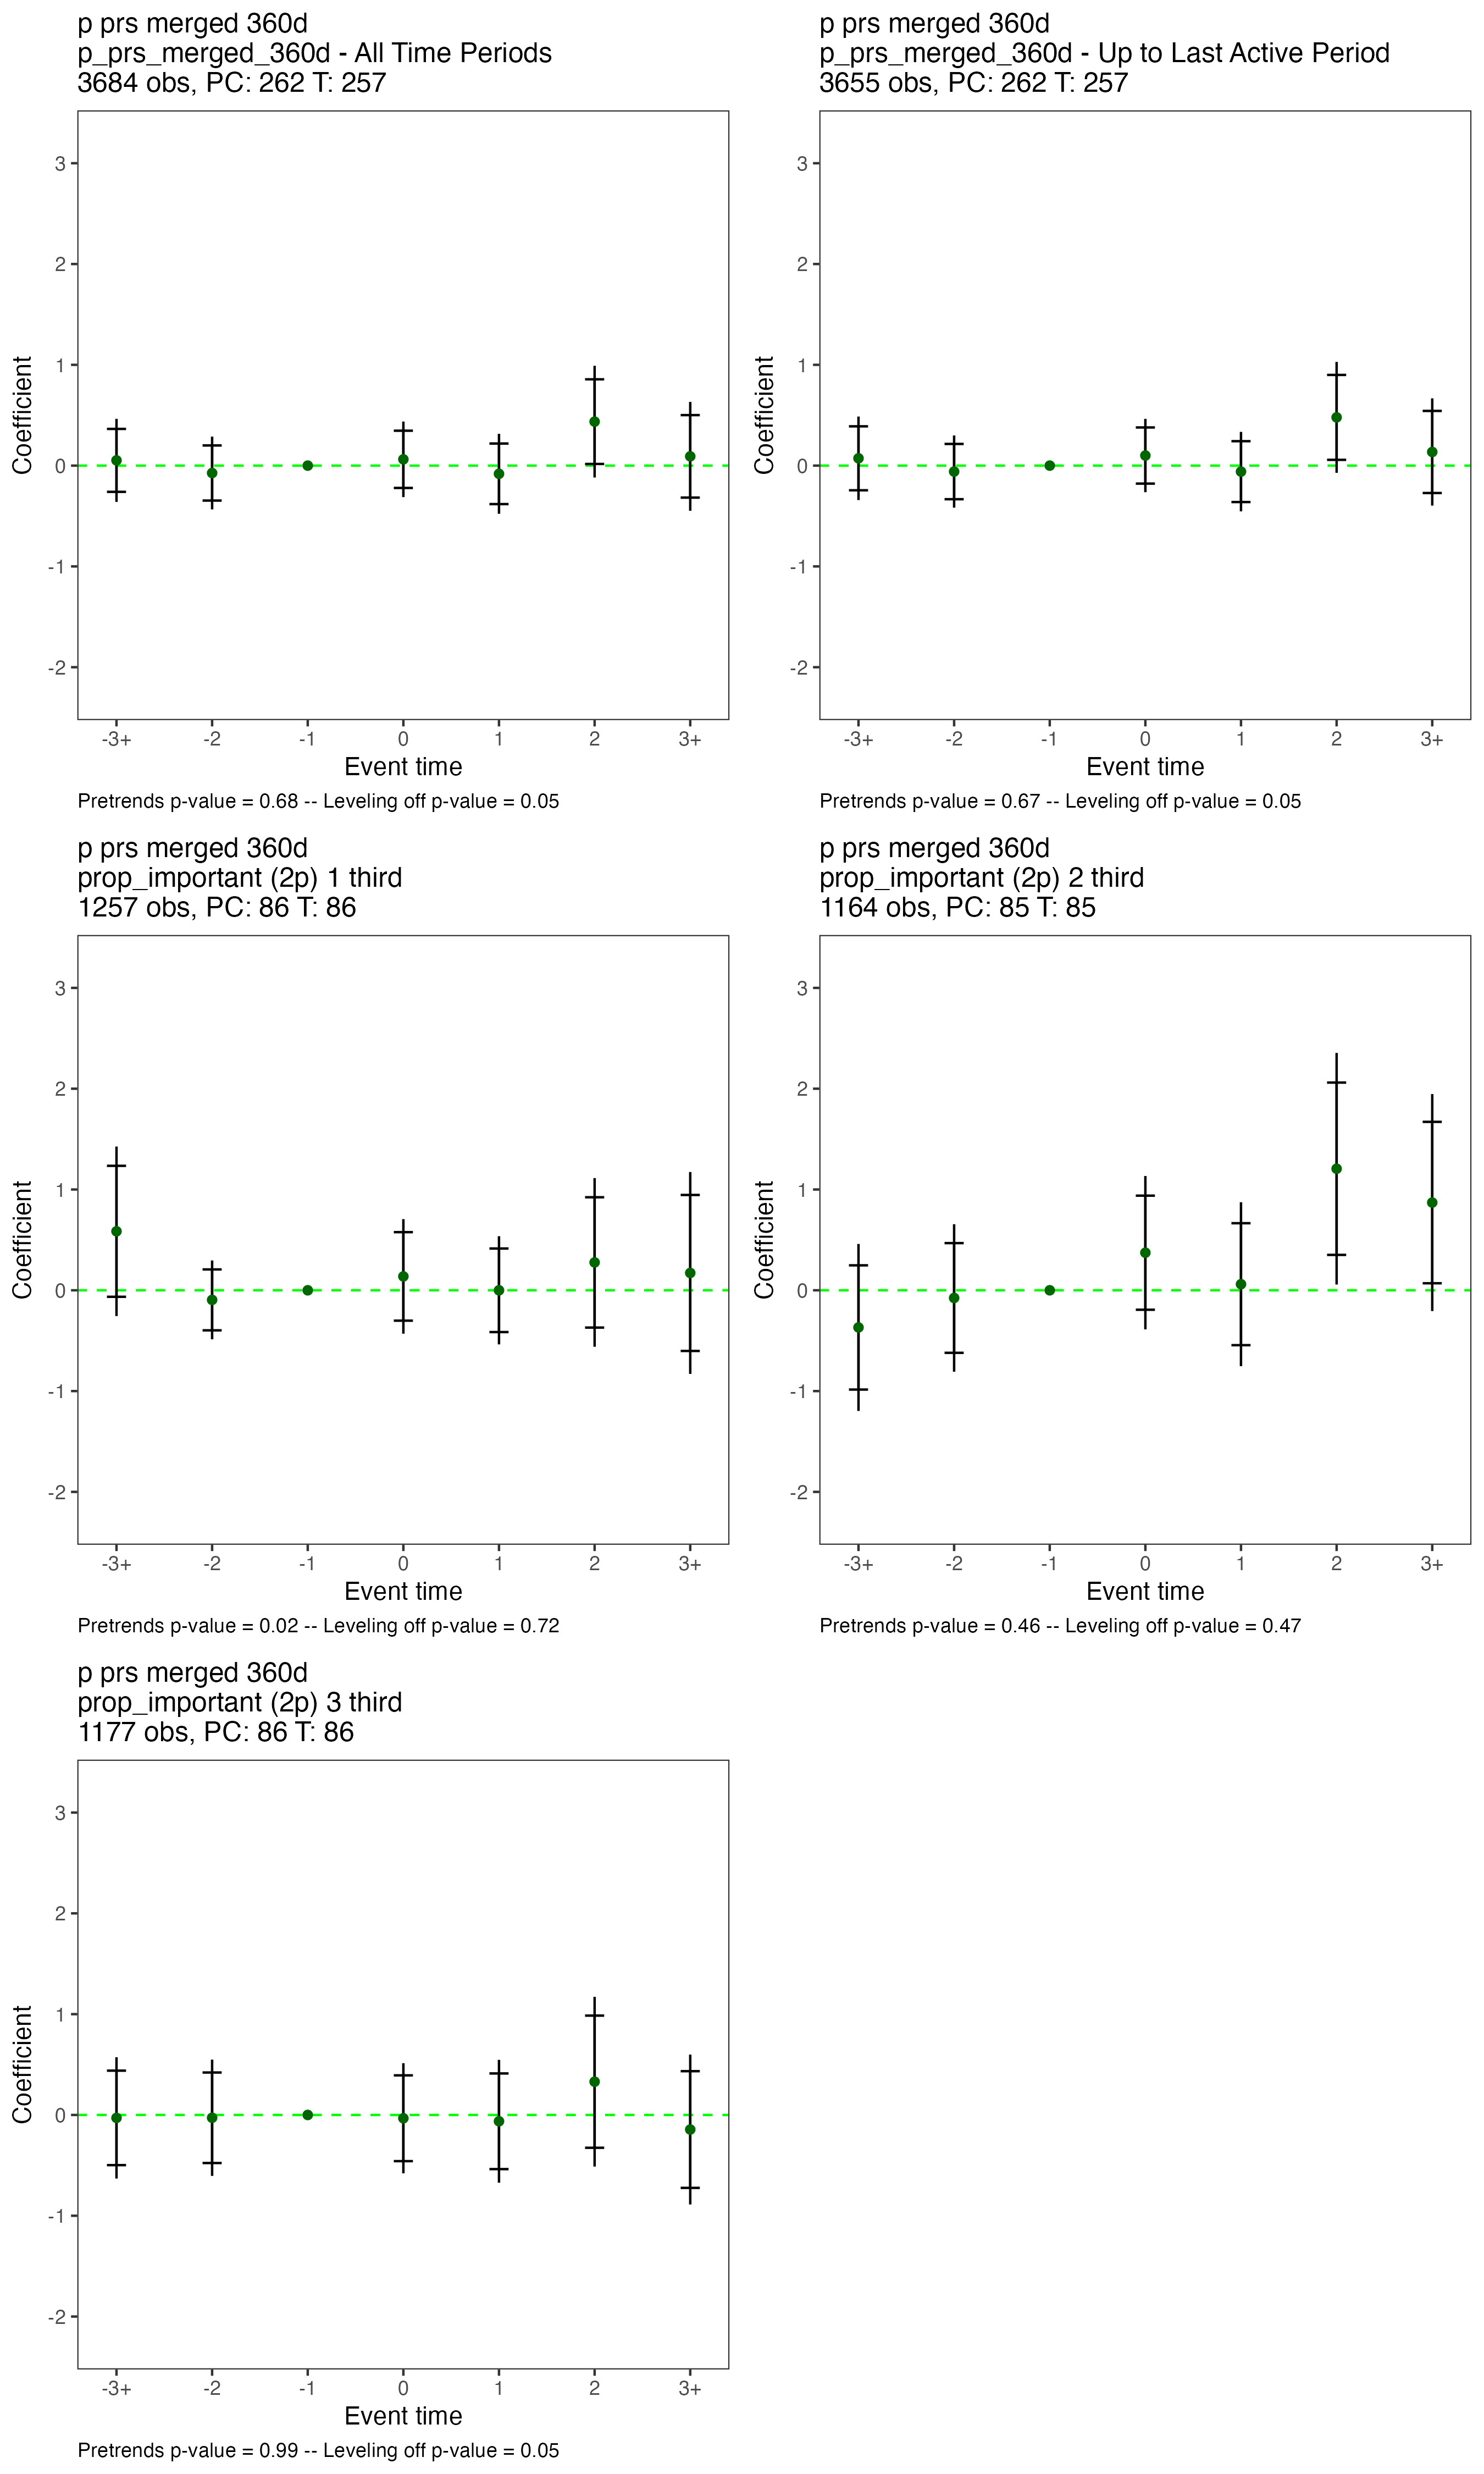 p prs merged 360d
p_prs_merged_360d - All Time Periods
3684 obs, PC: 262 T: 257
3
2
1
0
-1
-2
Coefficient
-3+ -2 -1 0 1 2 3+
Event time
Pretrends p-value = 0.68 -- Leveling off p-value = 0.05
p prs merged 360d
p_prs_merged_360d - Up to Last Active Period
3655 obs, PC: 262 T: 257
3
2
1
0
-1
-2
Coefficient
-3+ -2 -1 0 1 2 3+
Event time
Pretrends p-value = 0.67 -- Leveling off p-value = 0.05
p prs merged 360d
prop_important (2p) 1 third
1257 obs, PC: 86 T: 86
3
2
1
0
-1
-2
Coefficient
-3+ -2 -1 0 1 2 3+
Event time
Pretrends p-value = 0.02 -- Leveling off p-value = 0.72
p prs merged 360d
prop_important (2p) 2 third
1164 obs, PC: 85 T: 85
3
2
1
0
-1
-2
Coefficient
-3+ -2 -1 0 1 2 3+
Event time
Pretrends p-value = 0.46 -- Leveling off p-value = 0.47
p prs merged 360d
prop_important (2p) 3 third
1177 obs, PC: 86 T: 86
3
2
1
0
-1
-2
Coefficient
-3+ -2 -1 0 1 2 3+
Event time
Pretrends p-value = 0.99 -- Leveling off p-value = 0.05